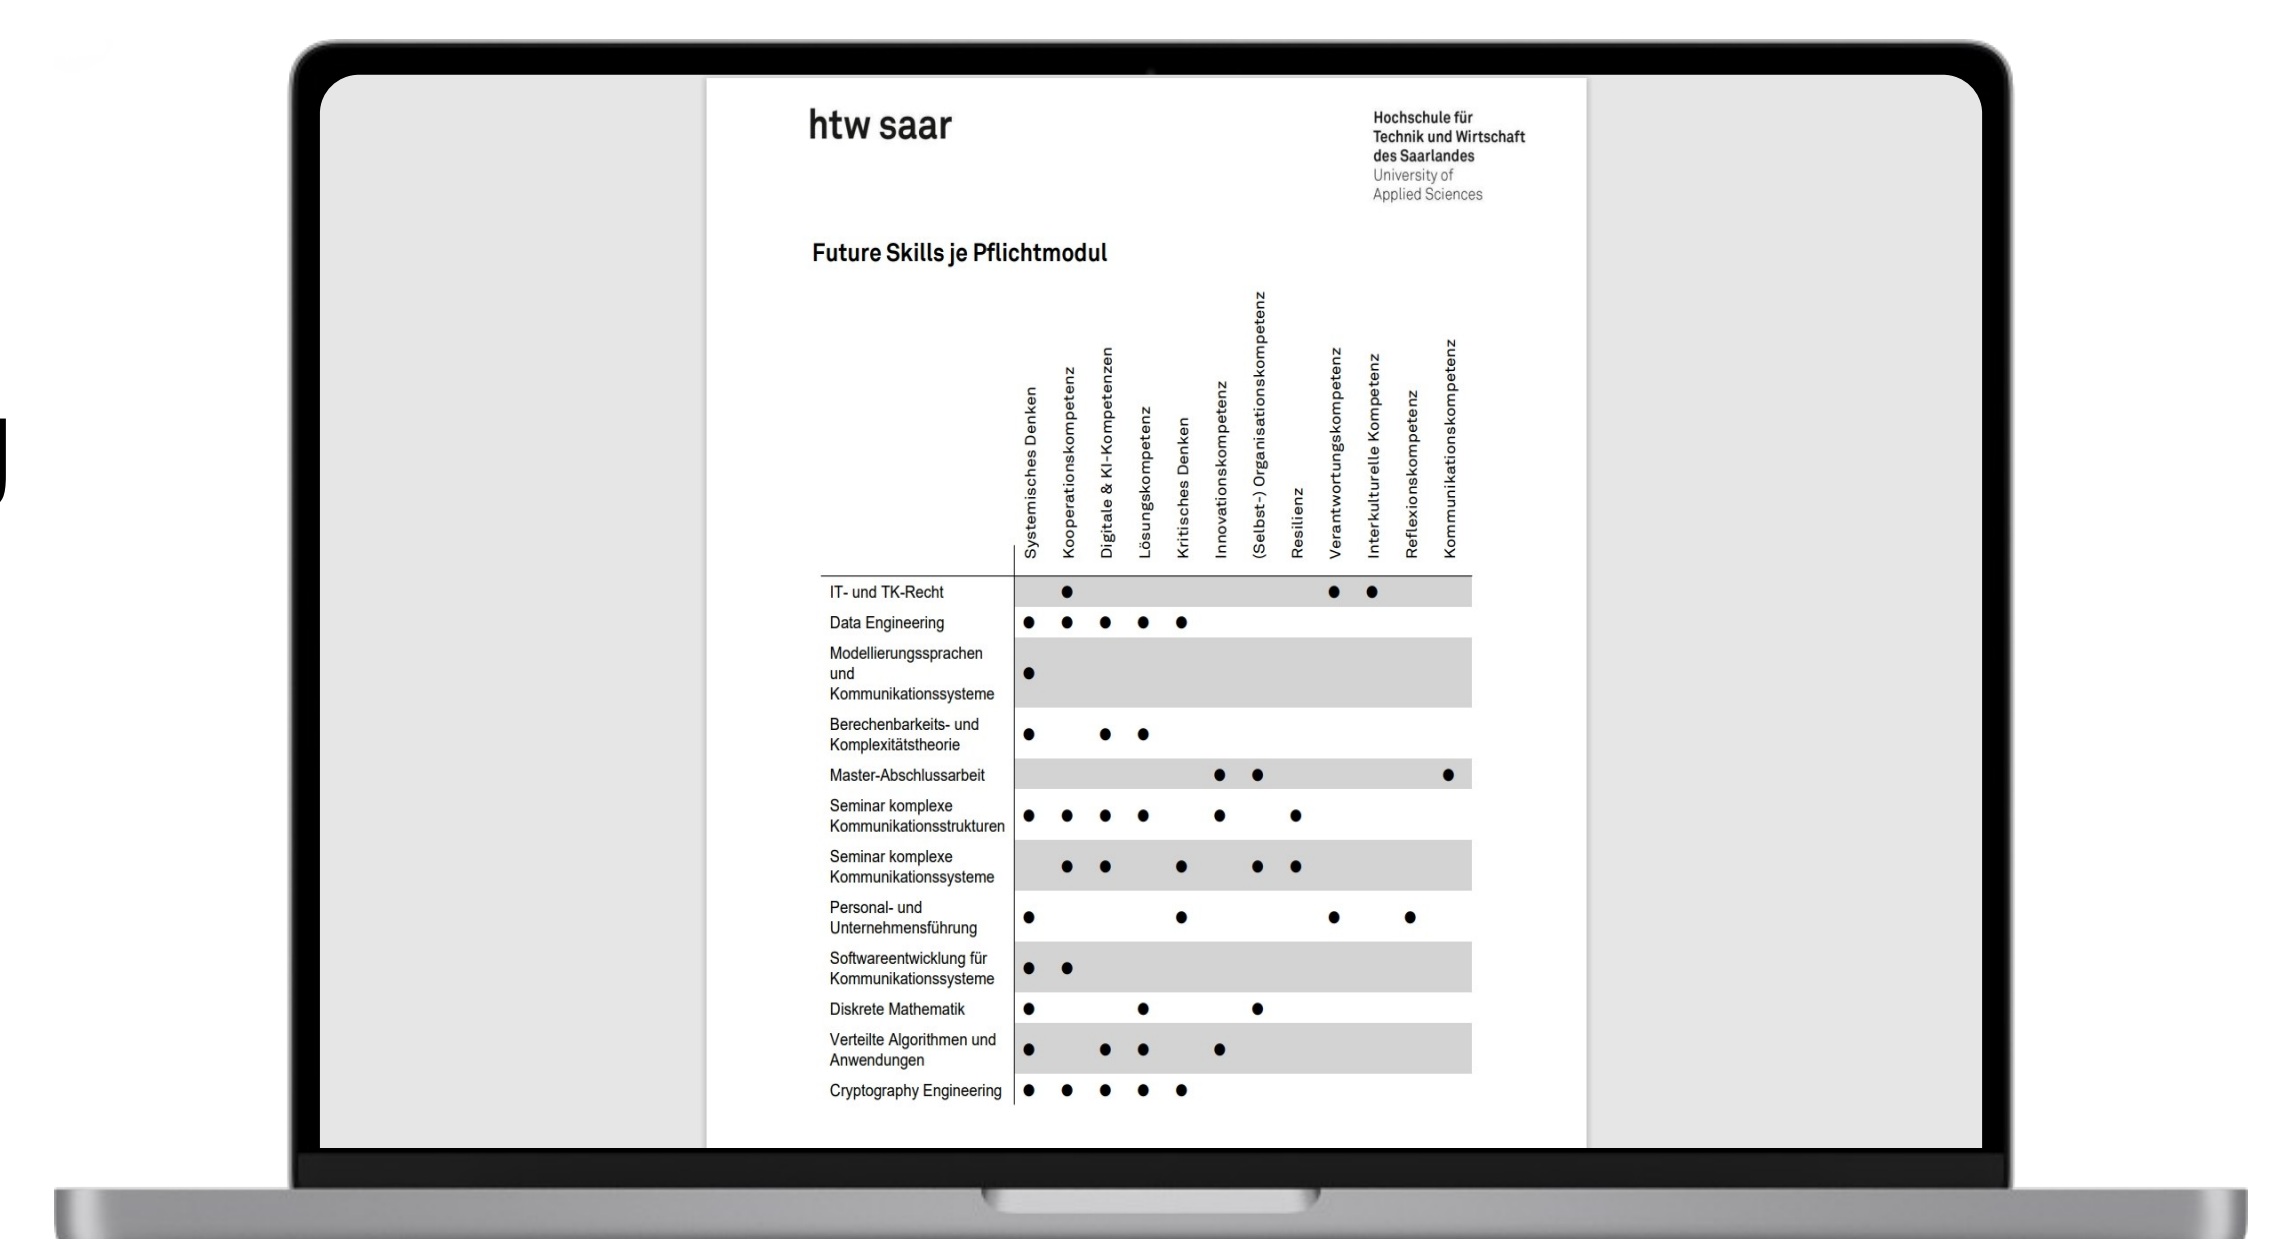 htw saar
Hochschule für
Technik und Wirtschaft
des Saarlandes
University of
Applied Sciences
Future Skills je Pflichtmodul
Systemisches Denken
Kooperationskompetenz
Digitale & KI-Kompetenzen
Lösungskompetenz
Kritisches Denken
Innovationskompetenz
(Selbst-) Organisationskompetenz
Resilienz
Verantwortungskompetenz
Interkulturelle Kompetenz
Reflexionskompetenz
Kommunikationskompetenz
IT- und TK-Recht
Data Engineering
Modellierungssprachen
und
Kommunikationssysteme
Berechenbarkeits- und
Komplexitätstheorie
Master-Abschlussarbeit
Seminar komplexe
Kommunikationsstrukturen
Seminar komplexe
Kommunikationssysteme
Personal- und
Unternehmensführung
Softwareentwicklung für
Kommunikationssysteme
Diskrete Mathematik
Verteilte Algorithmen und
Anwendungen
Cryptography Engineering